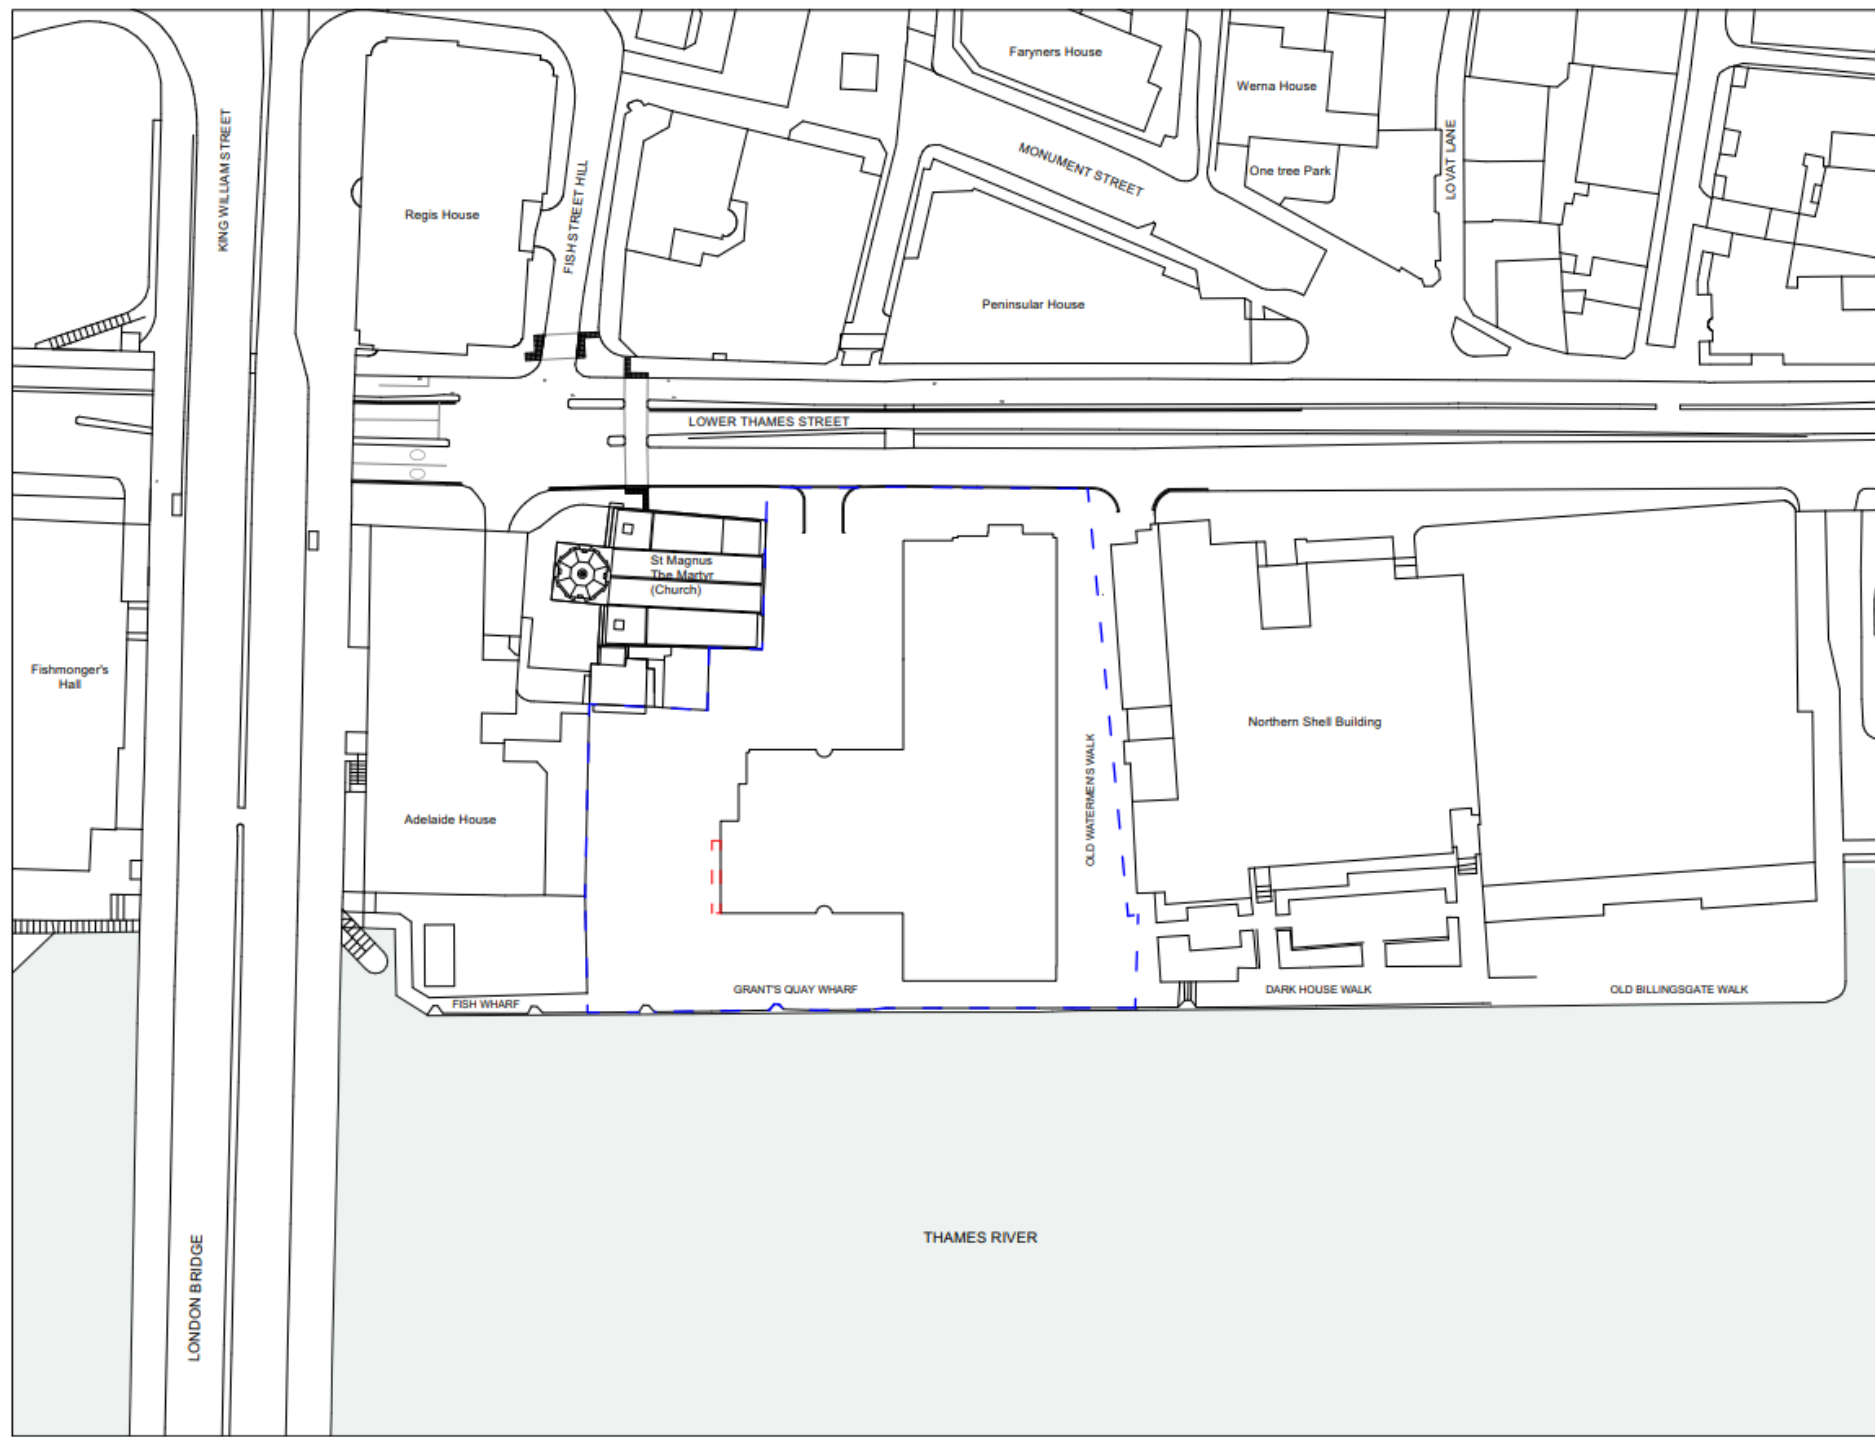 Faryners House
Werna House
KING WILLIAM STREET
MONUMENT STREET
LOVAT LANE
One tree Park
Regis House
FISH STREET HILL
Peninsular House
LOWER THAMES STREET
St Magnus
The Martyr
(Church)
Fishmonger's
Hall
Northern Shell Building
OLD WATERMEN'S WALK
Adelaide House
FISH WHARF
GRANT'S QUAY WHARF
DARK HOUSE WALK
OLD BILLINGSGATE WALK
THAMES RIVER
LONDON BRIDGE